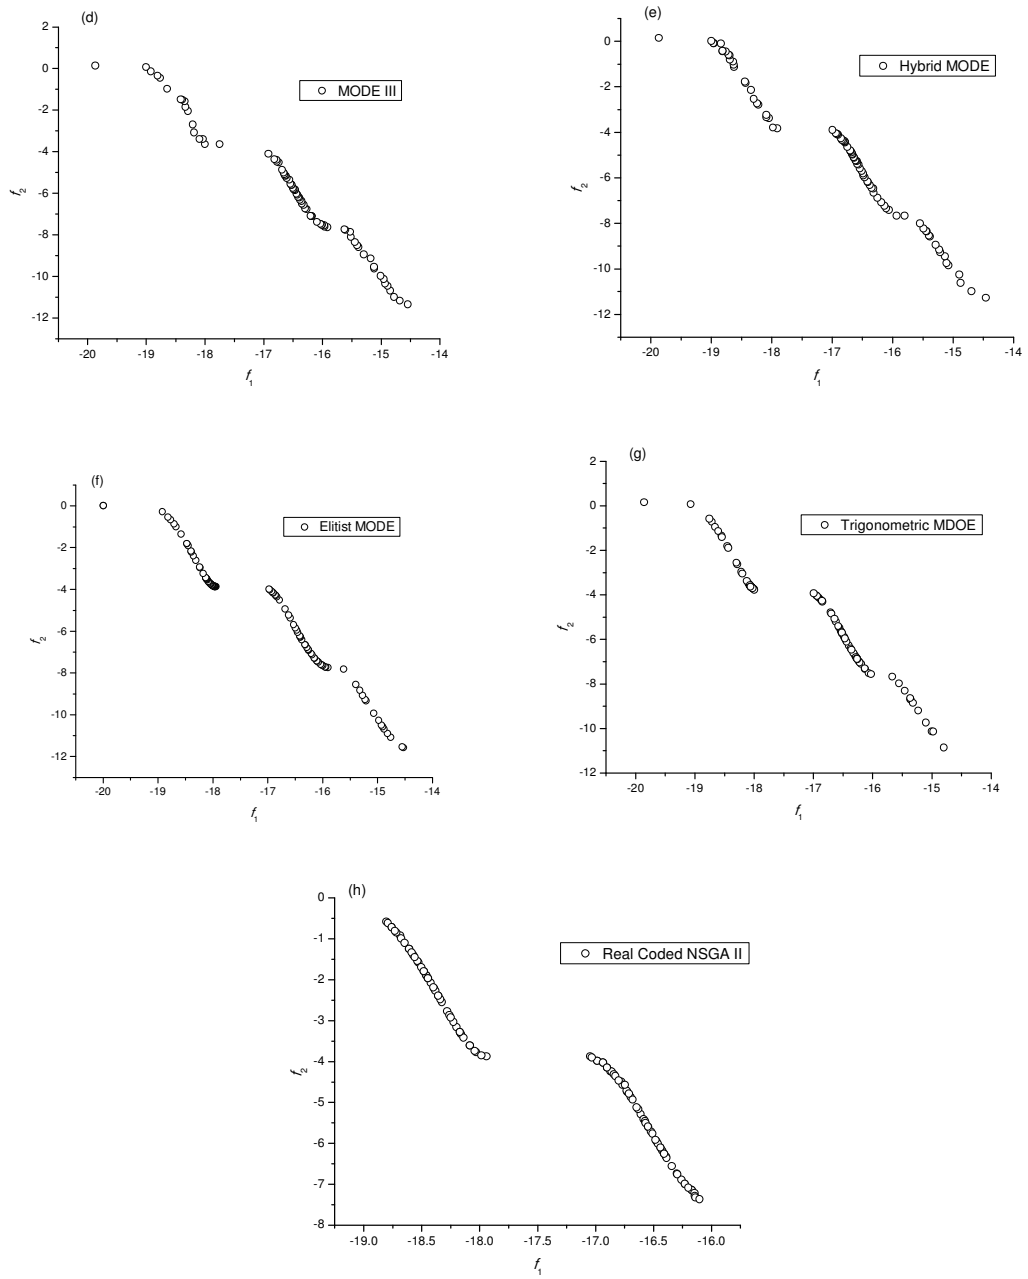 (d)
MODE III
2
0
-2
-4
-6
-8
-10
-12
f2
-20 -19 -18 -17 -16 -15 -14
f1
(e)
Hybrid MODE
0
-2
-4
-6
-8
-10
-12
f2
-20 -19 -18 -17 -16 -15 -14
f1
(f)
Elitist MODE
0
-2
-4
-6
-8
-10
-12
f2
-20 -19 -18 -17 -16 -15 -14
f1
(g)
Trigonometric MDOE
2
0
-2
-4
-6
-8
-10
-12
f2
-20 -19 -18 -17 -16 -15 -14
f1
(h)
Real Coded NSGA II
0
-1
-2
-3
-4
-5
-6
-7
-8
f2
-19.0 -18.5 -18.0 -17.5 -17.0 -16.5 -16.0
f1